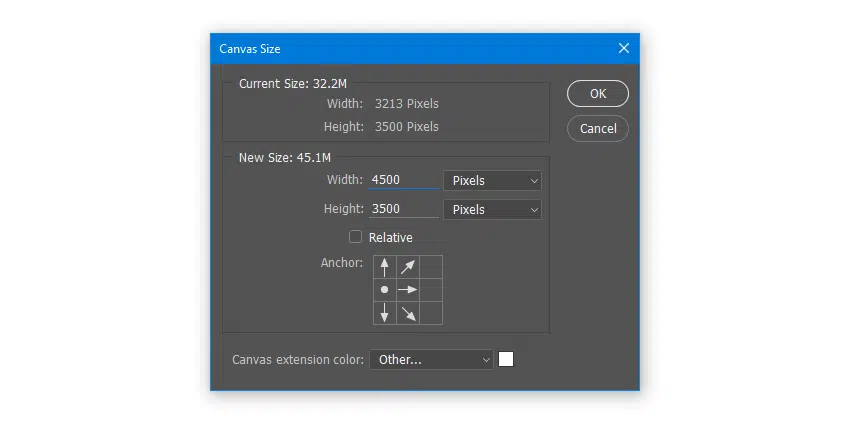 Canvas Size
Current Size: 32.2M
Width: 3213 Pixels
Height: 3500 Pixels
OK
Cancel
New Size: 45.1M
Width: 4500 Pixels
Height: 3500 Pixels
Relative
Anchor:
Canvas extension color: Other...